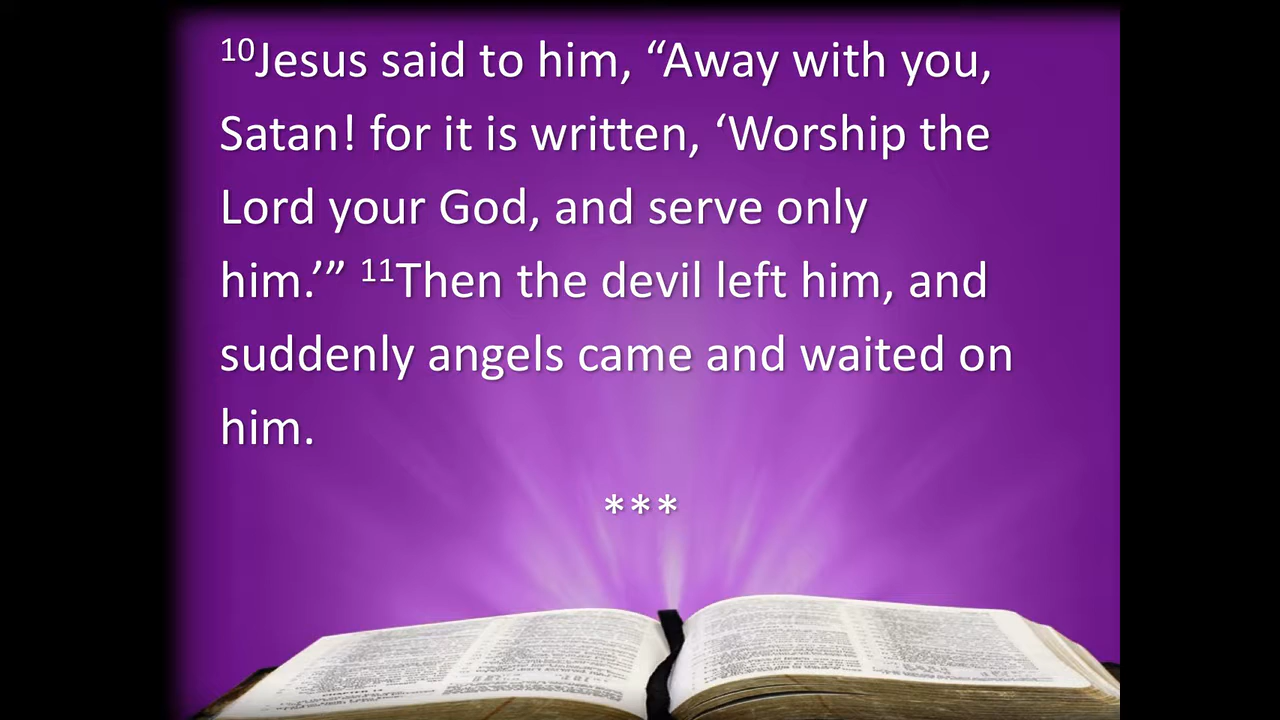 10Jesus said to him, “Away with you,
Satan! for it is written, ‘Worship the
Lord your God, and serve only
him.’” 11Then the devil left him, and
suddenly angels came and waited on
him.
***